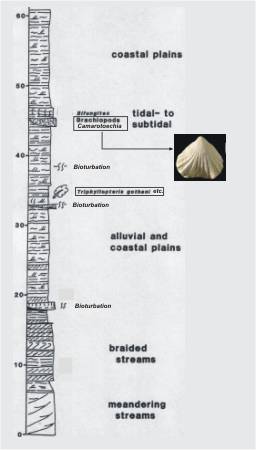 60
coastal plains
50
Bifungites
Brachiopods
Camarotoechia
tidal- to
subtidal
40
Bioturbation
Triphyllopteris gothani etc.
Bioturbation
30
alluvial and
coastal plains
20
Bioturbation
braided
streams
10
meandering
streams
0